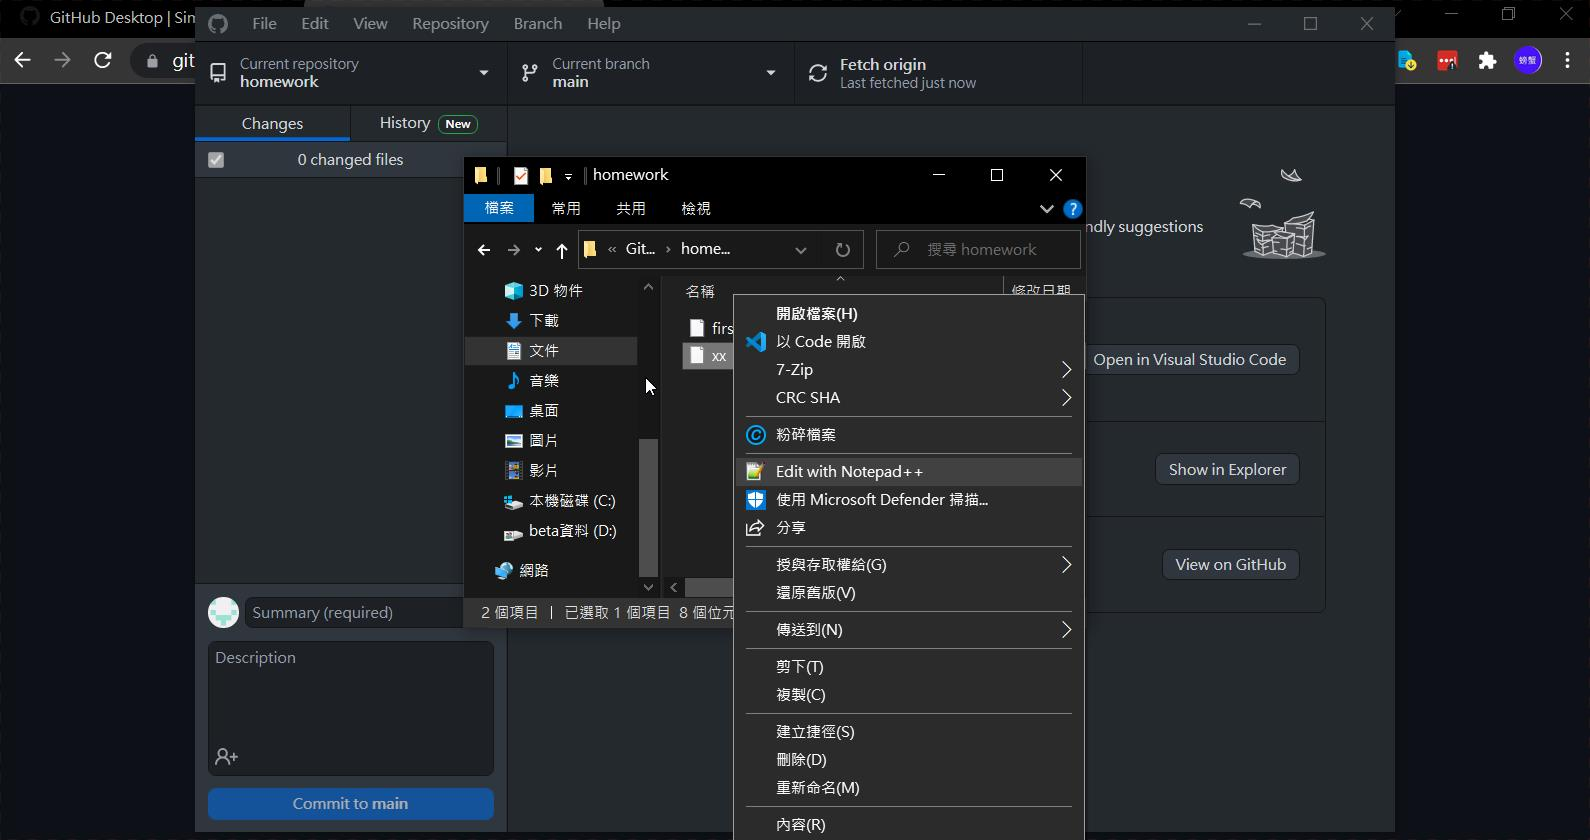 GitHub Desktop | Sim
git
File Edit View Repository Branch Help
Current repository
homework
Current branch
main
Fetch origin
Last fetched just now
Changes
History New
0 changed files
Summary (required)
Description
Commit to main
ndly suggestions
Open in Visual Studio Code
Show in Explorer
View on GitHub
螃蟹
homework
檔案 常用 共用 檢視
« Git... › home...
搜尋 homework
3D 物件
下載
文件
音樂
桌面
圖片
影片
本機磁碟 (C:)
beta資料 (D:)
網路
名稱 修改日期
firs
xx
2 個項目 | 已選取 1 個項目 8 個位元
開啟檔案(H)
以 Code 開啟
7-Zip
CRC SHA
粉碎檔案
Edit with Notepad++
使用 Microsoft Defender 掃描...
分享
授與存取權給(G)
還原舊版(V)
傳送到(N)
剪下(T)
複製(C)
建立捷徑(S)
刪除(D)
重新命名(M)
內容(R)